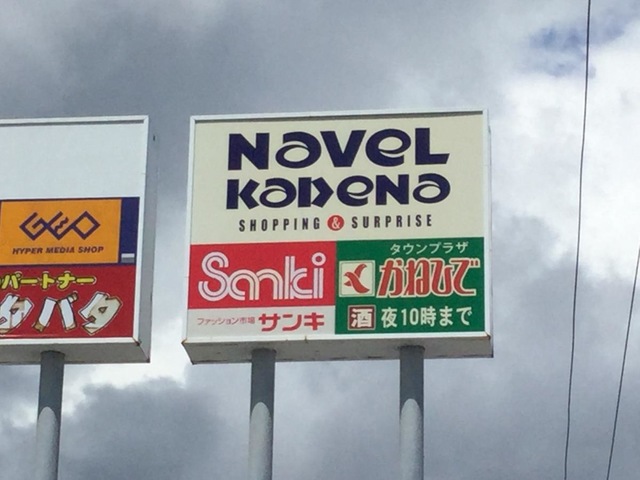 GEO
HYPER MEDIA SHOP
パートナー
タバタ
NAVEL
KADENA
SHOPPING & SURPRISE
Sanki
ファッション市場 サンキ
タウンプラザ
かねひで
酒 夜10時まで